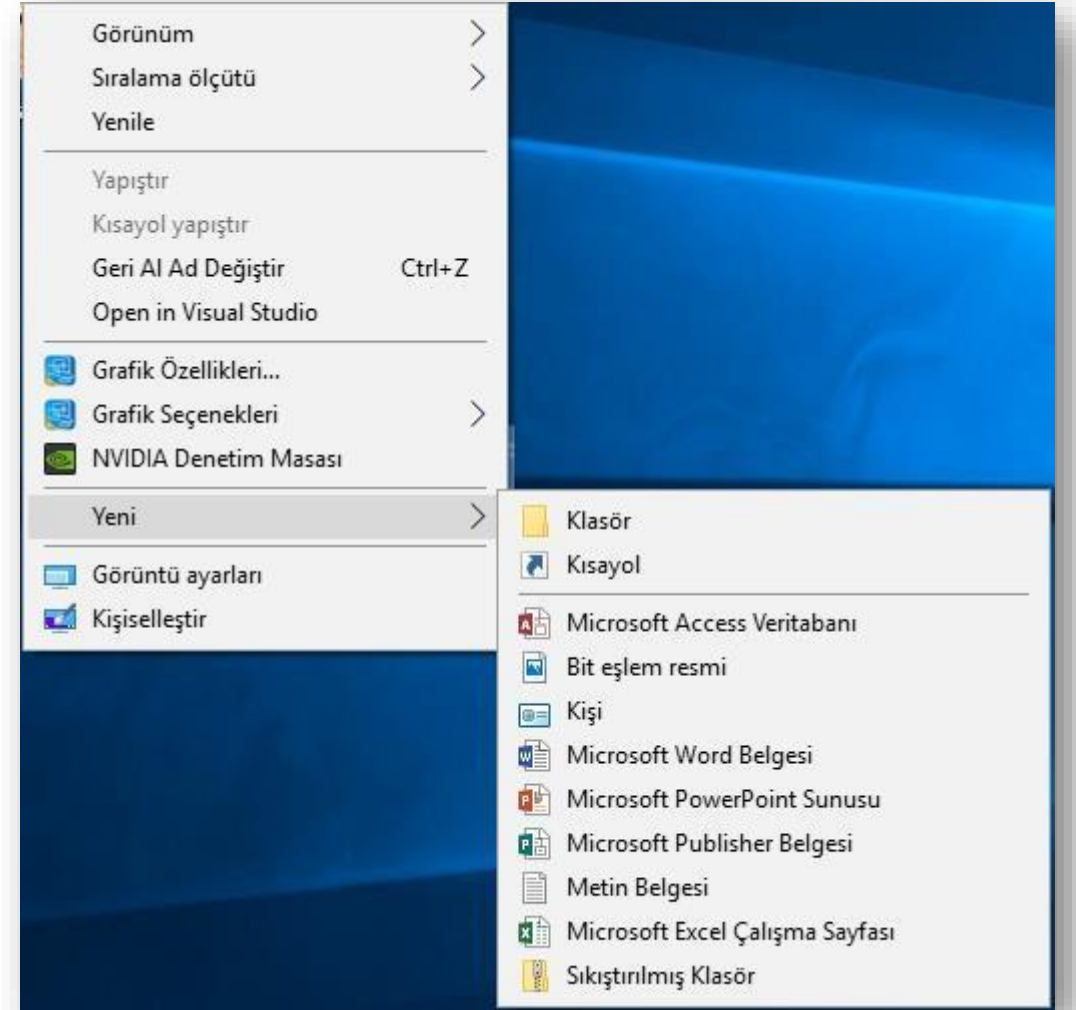 Görünüm
Sıralama ölçütü
Yenile
Yapıştır
Kısayol yapıştır
Geri Al Ad Değiştir Ctrl+Z
Open in Visual Studio
Grafik Özellikleri...
Grafik Seçenekleri
NVIDIA Denetim Masası
Yeni
Görüntü ayarları
Kişiselleştir
Klasör
Kısayol
Microsoft Access Veritabanı
Bit eşlem resmi
Kişi
Microsoft Word Belgesi
Microsoft PowerPoint Sunusu
Microsoft Publisher Belgesi
Metin Belgesi
Microsoft Excel Çalışma Sayfası
Sıkıştırılmış Klasör